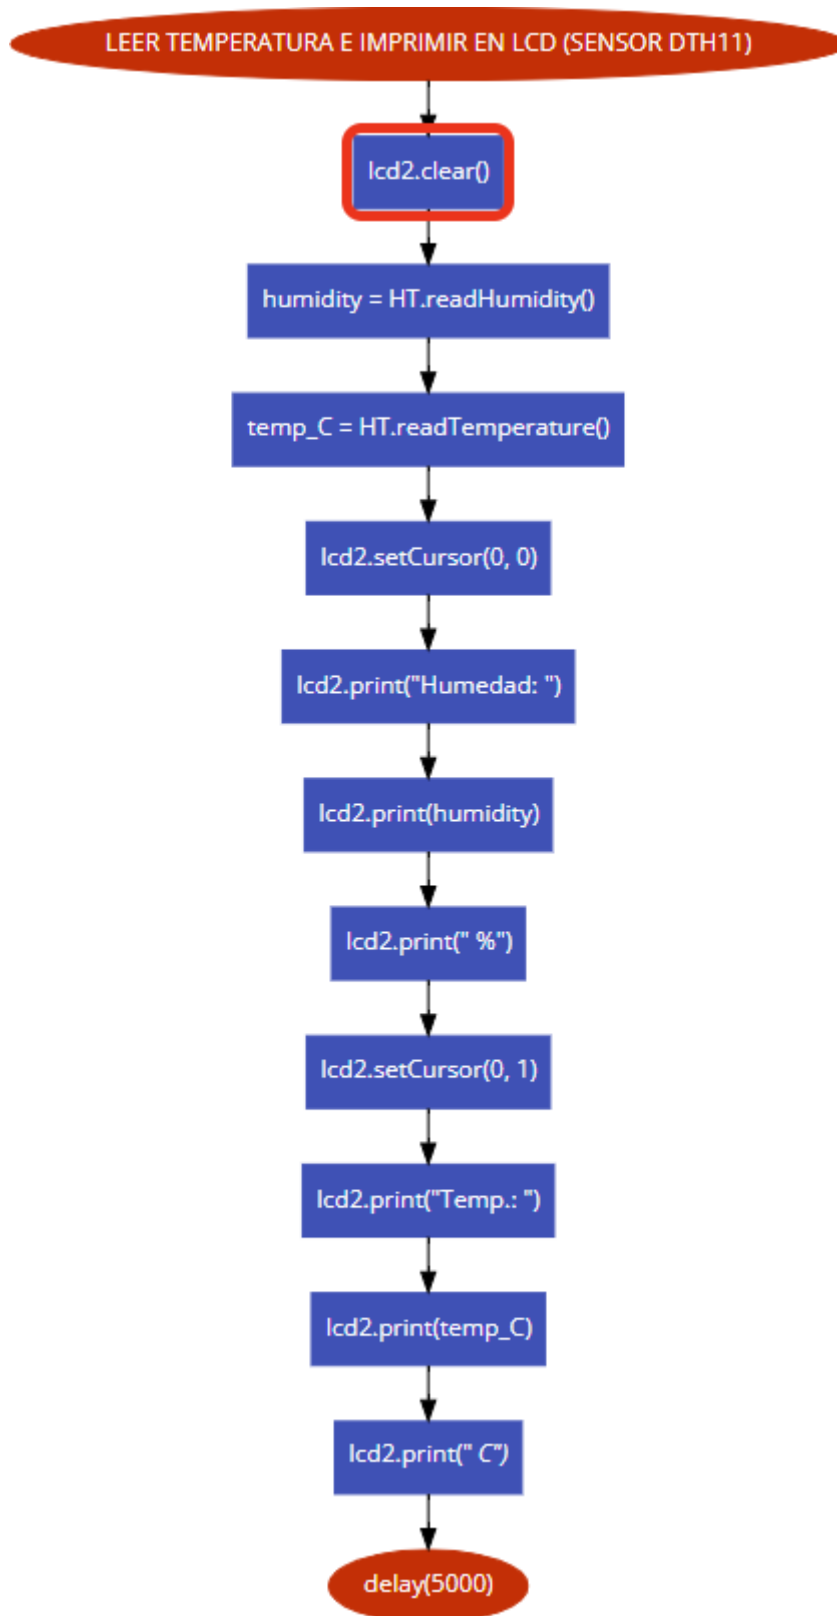 LEER TEMPERATURA E IMPRIMIR EN LCD (SENSOR DTH11)
lcd2.clear()
humidity = HT.readHumidity()
temp_C = HT.readTemperature()
lcd2.setCursor(0, 0)
lcd2.print("Humedad: ")
lcd2.print(humidity)
lcd2.print(" %")
lcd2.setCursor(0, 1)
lcd2.print("Temp.: ")
lcd2.print(temp_C)
lcd2.print(" C")
delay(5000)